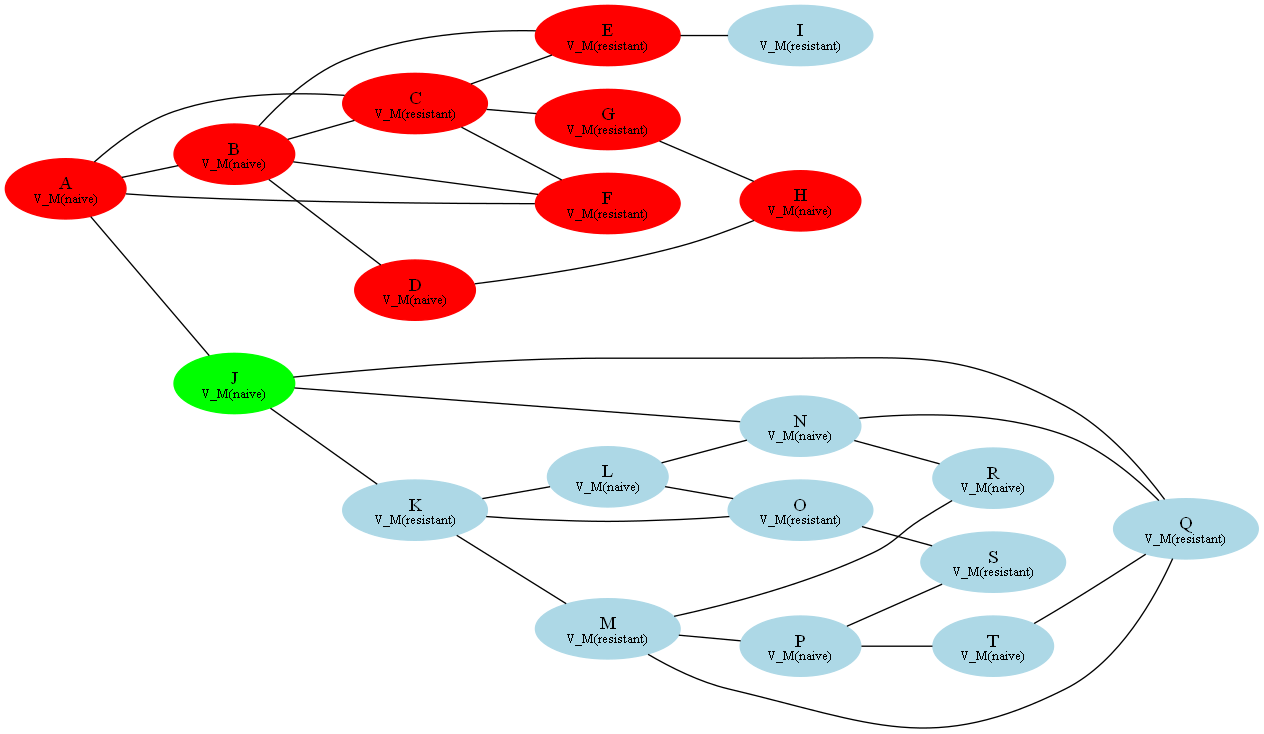 A
V_M(naive)
B
V_M(naive)
C
V_M(resistant)
D
V_M(naive)
E
V_M(resistant)
F
V_M(resistant)
G
V_M(resistant)
H
V_M(naive)
I
V_M(resistant)
J
V_M(naive)
K
V_M(resistant)
L
V_M(naive)
M
V_M(resistant)
N
V_M(naive)
O
V_M(resistant)
P
V_M(naive)
Q
V_M(resistant)
R
V_M(naive)
S
V_M(resistant)
T
V_M(naive)